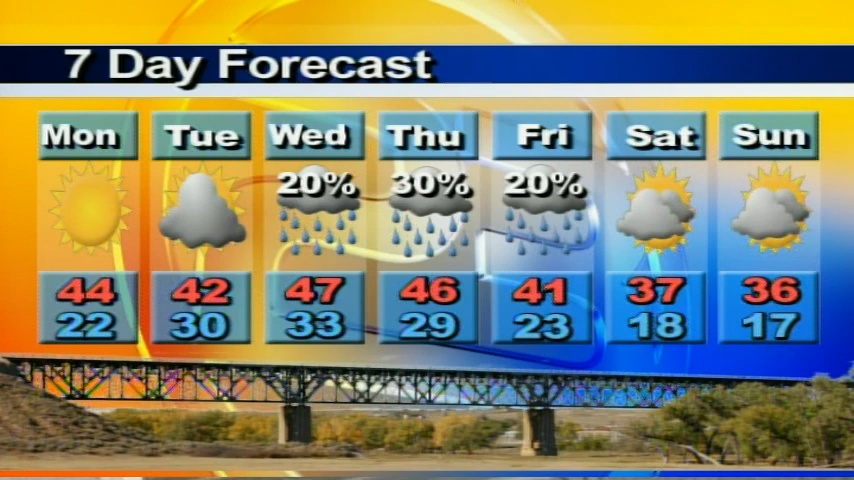 7 Day Forecast
Mon Tue Wed Thu Fri Sat Sun
20% 30% 20%
44 42 47 46 41 37 36
22 30 33 29 23 18 17